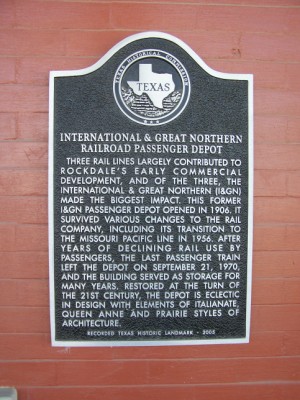 TEXAS HISTORICAL COMMISSION
TEXAS
INTERNATIONAL & GREAT NORTHERN
RAILROAD PASSENGER DEPOT
THREE RAIL LINES LARGELY CONTRIBUTED TO
ROCKDALE'S EARLY COMMERCIAL
DEVELOPMENT, AND OF THE THREE, THE
INTERNATIONAL & GREAT NORTHERN (I&GN)
MADE THE BIGGEST IMPACT. THIS FORMER
I&GN PASSENGER DEPOT OPENED IN 1906. IT
SURVIVED VARIOUS CHANGES TO THE RAIL
COMPANY, INCLUDING ITS TRANSITION TO
THE MISSOURI PACIFIC LINE IN 1956. AFTER
YEARS OF DECLINING RAIL USE BY
PASSENGERS, THE LAST PASSENGER TRAIN
LEFT THE DEPOT ON SEPTEMBER 21, 1970,
AND THE BUILDING SERVED AS STORAGE FOR
MANY YEARS. RESTORED AT THE TURN OF
THE 21ST CENTURY, THE DEPOT IS ECLECTIC
IN DESIGN WITH ELEMENTS OF ITALIANATE,
QUEEN ANNE AND PRAIRIE STYLES OF
ARCHITECTURE.
RECORDED TEXAS HISTORIC LANDMARK - 2002